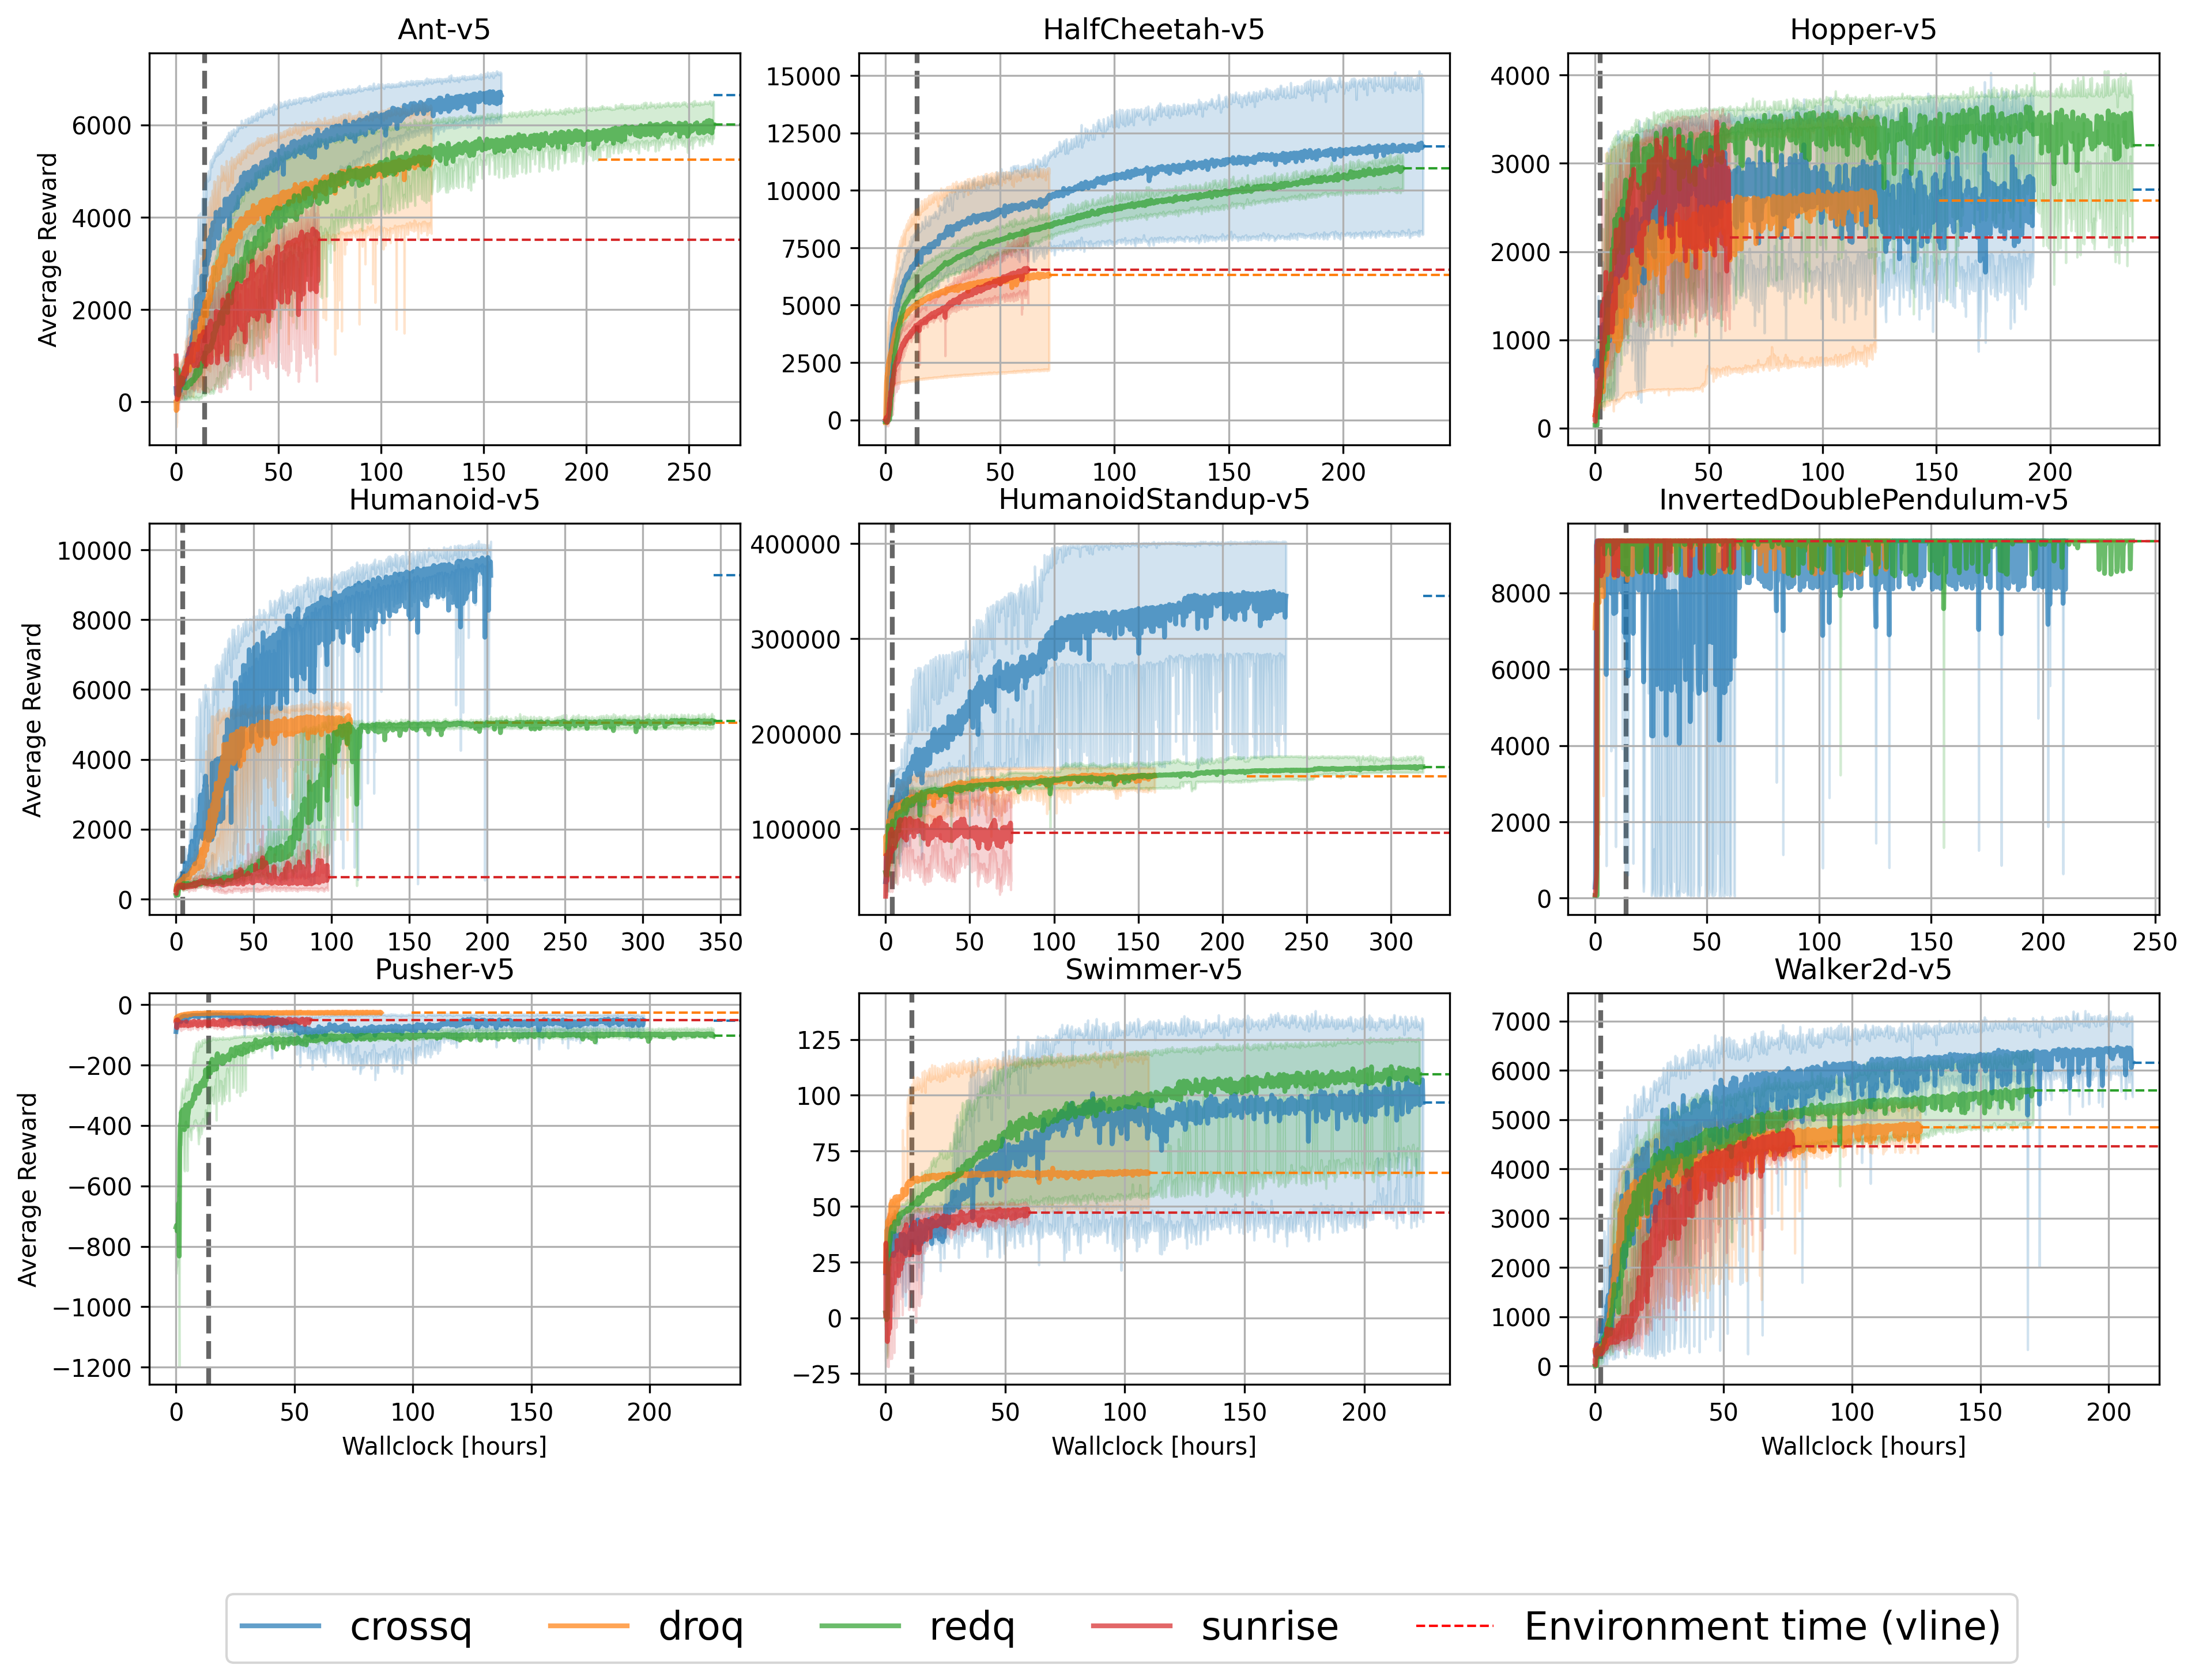 Ant-v5
HalfCheetah-v5
Hopper-v5
Average Reward
6000
4000
2000
0
0 50 100 150 200 250
15000
12500
10000
7500
5000
2500
0
0 50 100 150 200
4000
3000
2000
1000
0
0 50 100 150 200
Humanoid-v5
HumanoidStandup-v5
InvertedDoublePendulum-v5
Average Reward
10000
8000
6000
4000
2000
0
0 50 100 150 200 250 300 350
400000
300000
200000
100000
0 50 100 150 200 250 300
8000
6000
4000
2000
0
0 50 100 150 200 250
Pusher-v5
Swimmer-v5
Walker2d-v5
Average Reward
0
−200
−400
−600
−800
−1000
−1200
0 50 100 150 200
Wallclock [hours]
125
100
75
50
25
0
−25
0 50 100 150 200
Wallclock [hours]
7000
6000
5000
4000
3000
2000
1000
0
0 50 100 150 200
Wallclock [hours]
crossq droq redq sunrise Environment time (vline)